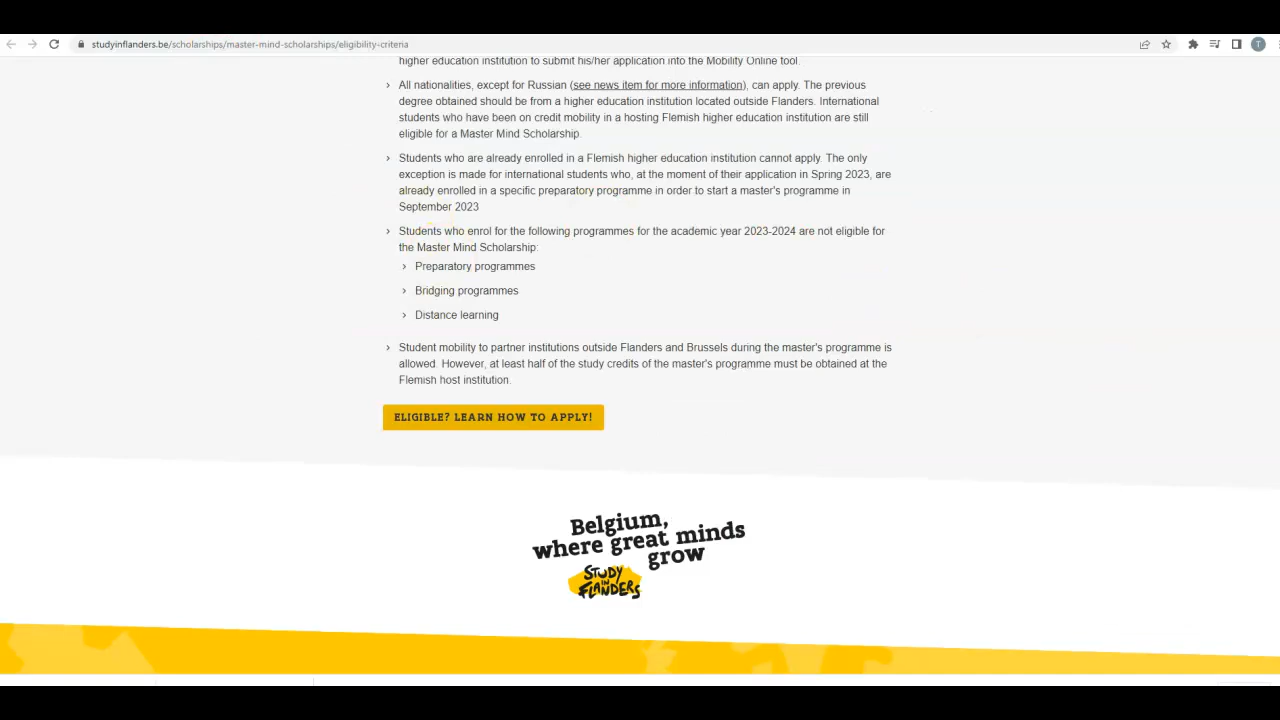 studyinflanders.be/scholarships/master-mind-scholarships/eligibility-criteria
T
higher education institution to submit his/her application into the Mobility Online tool.
All nationalities, except for Russian (see news item for more information), can apply. The previous
degree obtained should be from a higher education institution located outside Flanders. International
students who have been on credit mobility in a hosting Flemish higher education institution are still
eligible for a Master Mind Scholarship.
Students who are already enrolled in a Flemish higher education institution cannot apply. The only
exception is made for international students who, at the moment of their application in Spring 2023, are
already enrolled in a specific preparatory programme in order to start a master's programme in
September 2023
Students who enrol for the following programmes for the academic year 2023-2024 are not eligible for
the Master Mind Scholarship:
Preparatory programmes
Bridging programmes
Distance learning
Student mobility to partner institutions outside Flanders and Brussels during the master's programme is
allowed. However, at least half of the study credits of the master's programme must be obtained at the
Flemish host institution.
ELIGIBLE? LEARN HOW TO APPLY!
Belgium,
where great minds
grow
STUDY
IN
FLANDERS